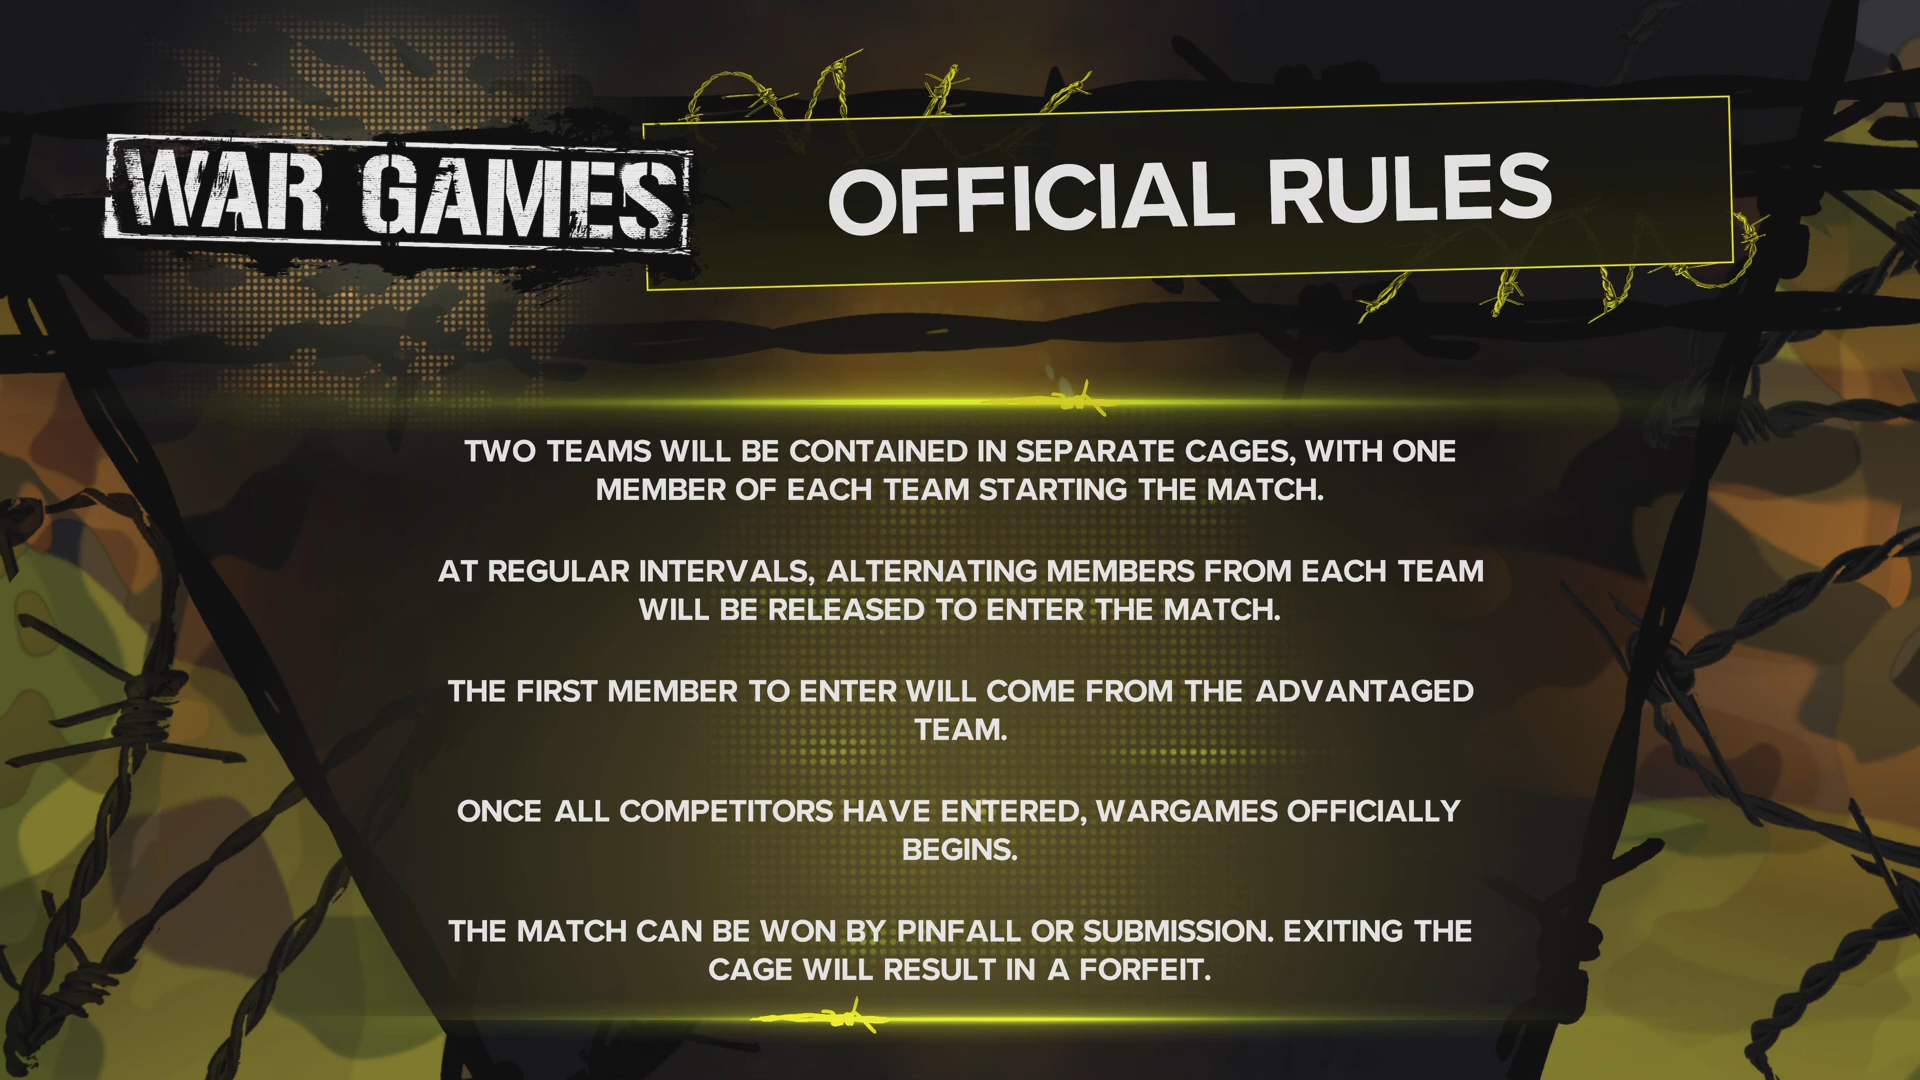 WAR GAMES
OFFICIAL RULES
TWO TEAMS WILL BE CONTAINED IN SEPARATE CAGES, WITH ONE
MEMBER OF EACH TEAM STARTING THE MATCH.
AT REGULAR INTERVALS, ALTERNATING MEMBERS FROM EACH TEAM
WILL BE RELEASED TO ENTER THE MATCH.
THE FIRST MEMBER TO ENTER WILL COME FROM THE ADVANTAGED
TEAM.
ONCE ALL COMPETITORS HAVE ENTERED, WARGAMES OFFICIALLY
BEGINS.
THE MATCH CAN BE WON BY PINFALL OR SUBMISSION. EXITING THE
CAGE WILL RESULT IN A FORFEIT.